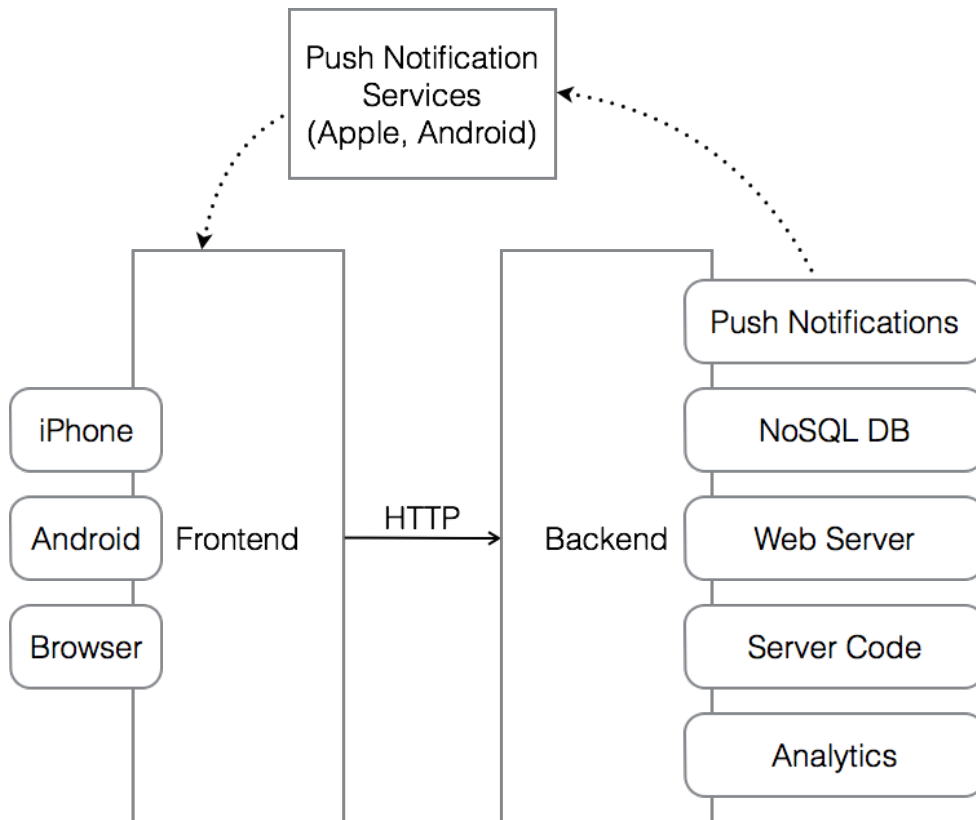 Push Notification
Services
(Apple, Android)
Push Notifications
iPhone
NoSQL DB
HTTP
Android
Frontend
Backend
Web Server
Browser
Server Code
Analytics